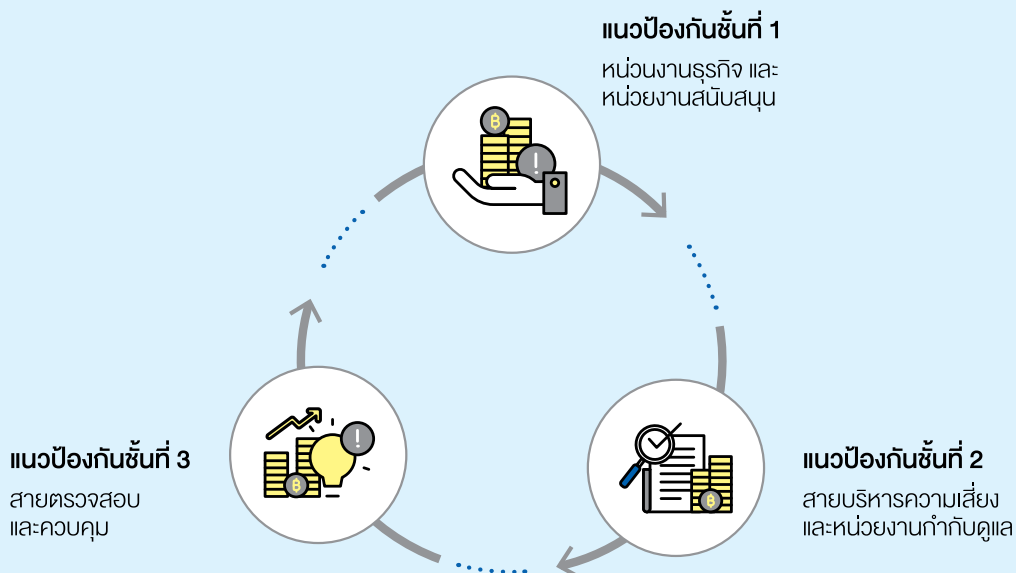 แนวป้องกันชั้นที่ 1
หน่วนงานธุรกิจ และ
หน่วยงานสนับสนุน
฿
!
แนวป้องกันชั้นที่ 3
สายตรวจสอบ
และควบคุม
!
฿
แนวป้องกันชั้นที่ 2
สายบริหารความเสี่ยง
และหน่วยงานกำกับดูแล
฿